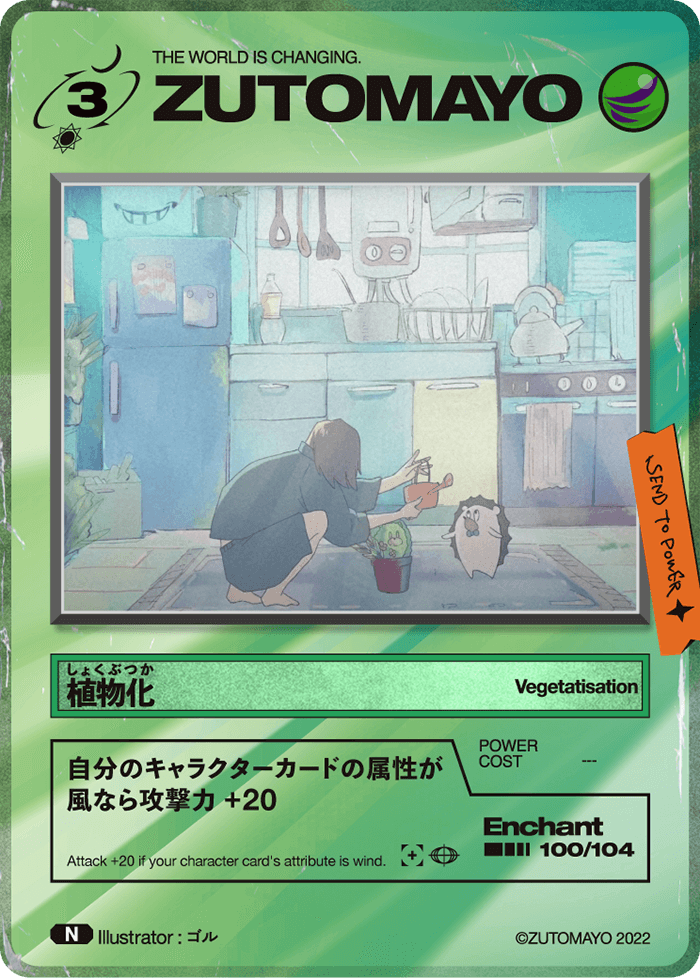 THE WORLD IS CHANGING.
3
ZUTOMAYO
SEND TO POWER
しょくぶつか
植物化
Vegetatisation
自分のキャラクターカードの属性が
風なら攻撃力 +20
Attack +20 if your character card's attribute is wind.
POWER
COST
---
Enchant
100/104
N
Illustrator : ゴル
©ZUTOMAYO 2022